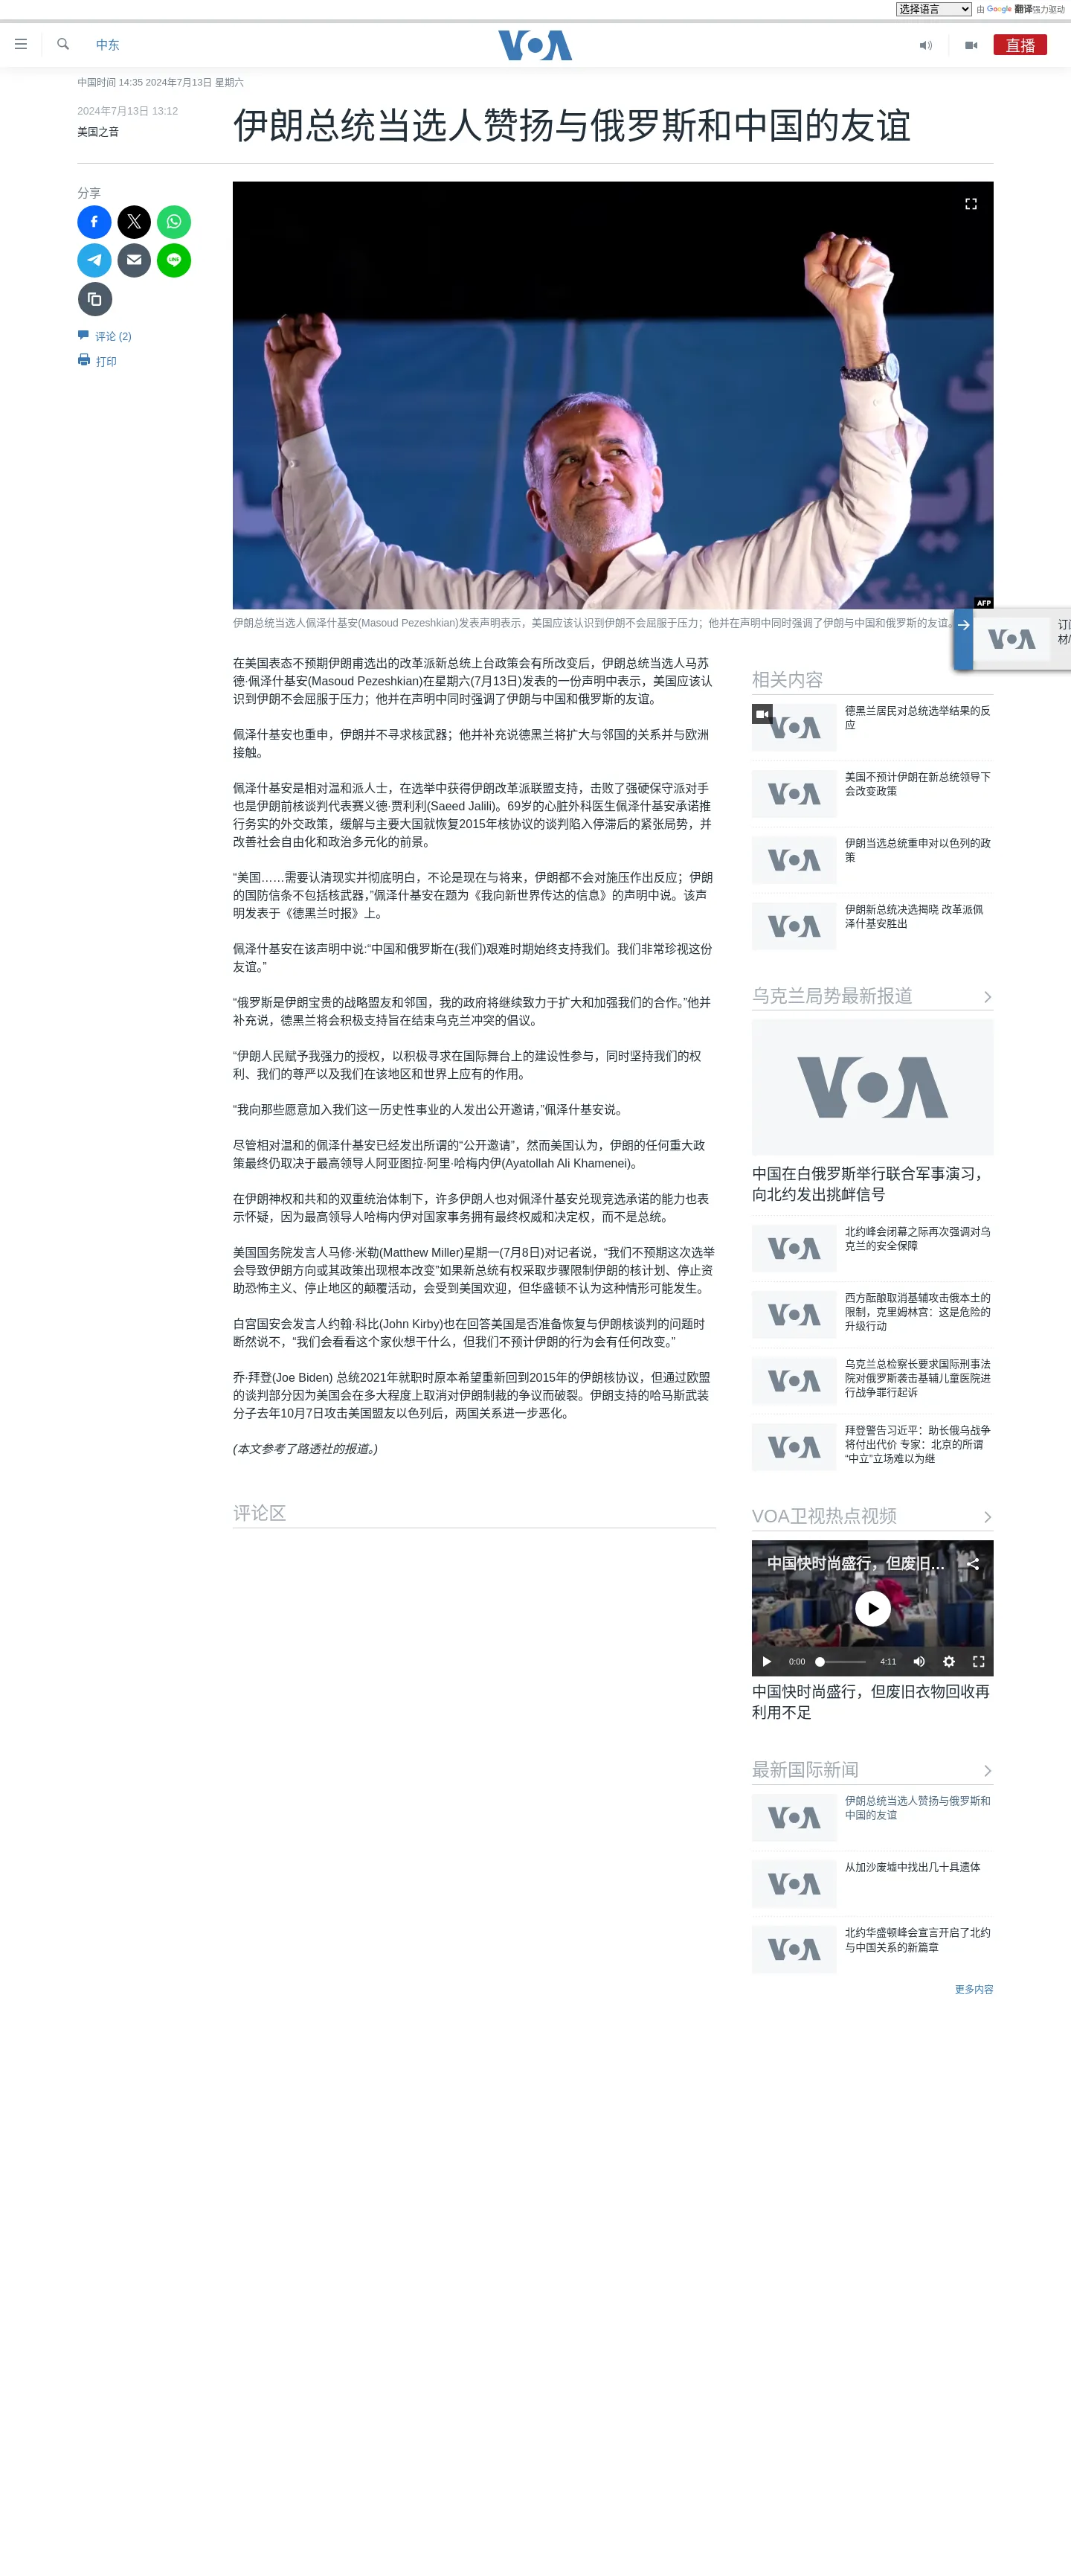 选择语言 由 Google 翻译强力驱动
中东
VOA
直播
中国时间 14:35 2024年7月13日 星期六
2024年7月13日 13:12
美国之音
伊朗总统当选人赞扬与俄罗斯和中国的友谊
分享
LINE
评论 (2)
打印
AFP
伊朗总统当选人佩泽什基安(Masoud Pezeshkian)发表声明表示，美国应该认识到伊朗不会屈服于压力；他并在声明中同时强调了伊朗与中国和俄罗斯的友谊。
VOA
在美国表态不预期伊朗甫选出的改革派新总统上台政策会有所改变后，伊朗总统当选人马苏
德·佩泽什基安(Masoud Pezeshkian)在星期六(7月13日)发表的一份声明中表示，美国应该认
识到伊朗不会屈服于压力；他并在声明中同时强调了伊朗与中国和俄罗斯的友谊。
佩泽什基安也重申，伊朗并不寻求核武器；他并补充说德黑兰将扩大与邻国的关系并与欧洲
接触。
佩泽什基安是相对温和派人士，在选举中获得伊朗改革派联盟支持，击败了强硬保守派对手
也是伊朗前核谈判代表赛义德·贾利利(Saeed Jalili)。69岁的心脏外科医生佩泽什基安承诺推
行务实的外交政策，缓解与主要大国就恢复2015年核协议的谈判陷入停滞后的紧张局势，并
改善社会自由化和政治多元化的前景。
“美国……需要认清现实并彻底明白，不论是现在与将来，伊朗都不会对施压作出反应；伊朗
的国防信条不包括核武器，”佩泽什基安在题为《我向新世界传达的信息》的声明中说。该声
明发表于《德黑兰时报》上。
佩泽什基安在该声明中说:“中国和俄罗斯在(我们)艰难时期始终支持我们。我们非常珍视这份
友谊。”
“俄罗斯是伊朗宝贵的战略盟友和邻国，我的政府将继续致力于扩大和加强我们的合作。”他并
补充说，德黑兰将会积极支持旨在结束乌克兰冲突的倡议。
“伊朗人民赋予我强力的授权，以积极寻求在国际舞台上的建设性参与，同时坚持我们的权
利、我们的尊严以及我们在该地区和世界上应有的作用。
“我向那些愿意加入我们这一历史性事业的人发出公开邀请，”佩泽什基安说。
尽管相对温和的佩泽什基安已经发出所谓的“公开邀请”，然而美国认为，伊朗的任何重大政
策最终仍取决于最高领导人阿亚图拉·阿里·哈梅内伊(Ayatollah Ali Khamenei)。
在伊朗神权和共和的双重统治体制下，许多伊朗人也对佩泽什基安兑现竞选承诺的能力也表
示怀疑，因为最高领导人哈梅内伊对国家事务拥有最终权威和决定权，而不是总统。
美国国务院发言人马修·米勒(Matthew Miller)星期一(7月8日)对记者说，“我们不预期这次选举
会导致伊朗方向或其政策出现根本改变”如果新总统有权采取步骤限制伊朗的核计划、停止资
助恐怖主义、停止地区的颠覆活动，会受到美国欢迎，但华盛顿不认为这种情形可能发生。
白宫国安会发言人约翰·科比(John Kirby)也在回答美国是否准备恢复与伊朗核谈判的问题时
断然说不，“我们会看看这个家伙想干什么，但我们不预计伊朗的行为会有任何改变。”
乔·拜登(Joe Biden) 总统2021年就职时原本希望重新回到2015年的伊朗核协议，但通过欧盟
的谈判部分因为美国会在多大程度上取消对伊朗制裁的争议而破裂。伊朗支持的哈马斯武装
分子去年10月7日攻击美国盟友以色列后，两国关系进一步恶化。
(本文参考了路透社的报道。)
评论区
相关内容
VOA
德黑兰居民对总统选举结果的反
应
VOA
美国不预计伊朗在新总统领导下
会改变政策
VOA
伊朗当选总统重申对以色列的政
策
VOA
伊朗新总统决选揭晓 改革派佩
泽什基安胜出
乌克兰局势最新报道
VOA
中国在白俄罗斯举行联合军事演习，
向北约发出挑衅信号
VOA
北约峰会闭幕之际再次强调对乌
克兰的安全保障
VOA
西方酝酿取消基辅攻击俄本土的
限制，克里姆林宫：这是危险的
升级行动
VOA
乌克兰总检察长要求国际刑事法
院对俄罗斯袭击基辅儿童医院进
行战争罪行起诉
VOA
拜登警告习近平：助长俄乌战争
将付出代价 专家：北京的所谓
“中立”立场难以为继
VOA卫视热点视频
中国快时尚盛行，但废旧...
0:00
4:11
中国快时尚盛行，但废旧衣物回收再
利用不足
最新国际新闻
VOA
伊朗总统当选人赞扬与俄罗斯和
中国的友谊
VOA
从加沙废墟中找出几十具遗体
VOA
北约华盛顿峰会宣言开启了北约
与中国关系的新篇章
更多内容